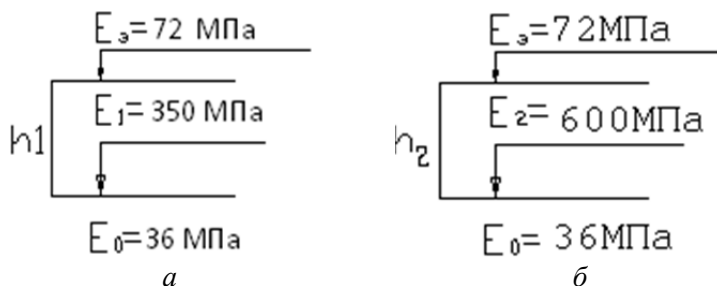 Eэ=72 МПа
E1=350 МПа
h1
E0=36 МПа
а
Eэ=72МПа
E2=600МПа
h2
E0=36МПа
б